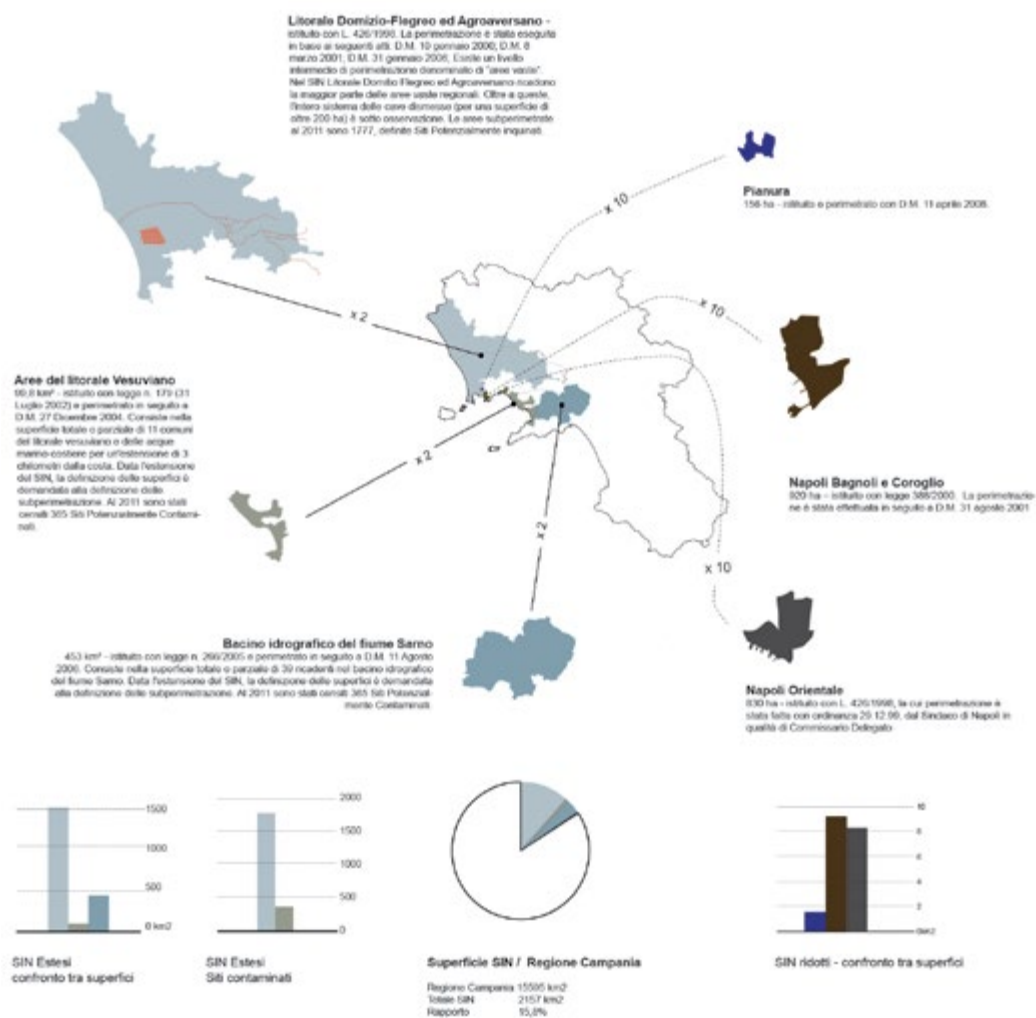 Litorale Domizio-Flegreo ed Agroaversano -
istituito con L. 426/1998. La perimetrazione è stata eseguita
in base ai seguenti atti: D.M. 10 gennaio 2000; D.M. 8
marzo 2001; D.M. 31 gennaio 2006; Esiste un livello
intermedio di perimetrazione denominato di "aree vaste".
Nel SIN Litorale Domitio Flegreo ed Agroaversano ricadono
la maggior parte delle aree vaste regionali. Oltre a queste,
l'intero sistema delle cave dismesse (per una superficie di
oltre 200 ha) è sotto osservazione. Le aree subperimetrate
al 2011 sono 1777, definite Siti Potenzialmente inquinati.
x 10
Pianura
156 ha - istituito e perimetrato con D.M. 11 aprile 2008.
x 2
x 10
Aree del litorale Vesuviano
istituito con legge n. 179 (31
Luglio 2002) e perimetrato in seguito a
D.M. 27 Dicembre 2004. Consiste nella
superficie totale o parziale di 11 comuni
del litorale vesuviano e delle acque
marino-costiere per un'estensione di 3
chilometri dalla costa. Data l'estensione
del SIN, la definizione delle superfici è
demandata alla definizione delle
subperimetrazione. Al 2011 sono stati
censiti 365 Siti Potenzialmente Contami-
nati.
x 2
Napoli Bagnoli e Coroglio
920 ha - istituito con legge 388/2000. La perimetrazio
ne è stata effettuata in seguito a D.M. 31 agosto 2001
x 2
x 10
Bacino idrografico del fiume Sarno
453 km² - istituito con legge n. 266/2005 e perimetrato in seguito a D.M. 11 Agosto
2006. Consiste nella superficie totale o parziale di 39 ricadenti nel bacino idrografico
del fiume Sarno. Data l'estensione del SIN, la definizione delle superfici è demandata
alla definizione delle subperimetrazione. Al 2011 sono stati censiti 365 Siti Potenzial-
mente Contaminati.
Napoli Orientale
830 ha - istituito con L. 426/1998, la cui perimetrazione è
stata fatta con ordinanza 29.12.99, dal Sindaco di Napoli in
qualità di Commissario Delegato
1500
1000
500
0 km2
SIN Estesi
confronto tra superfici
2000
1500
1000
500
0
SIN Estesi
Siti contaminati
Superficie SIN / Regione Campania
Regione Campania 15595 km2
Totale SIN 2157 km2
Rapporto 15,8%
10
8
6
4
2
0km2
SIN ridotti - confronto tra superfici